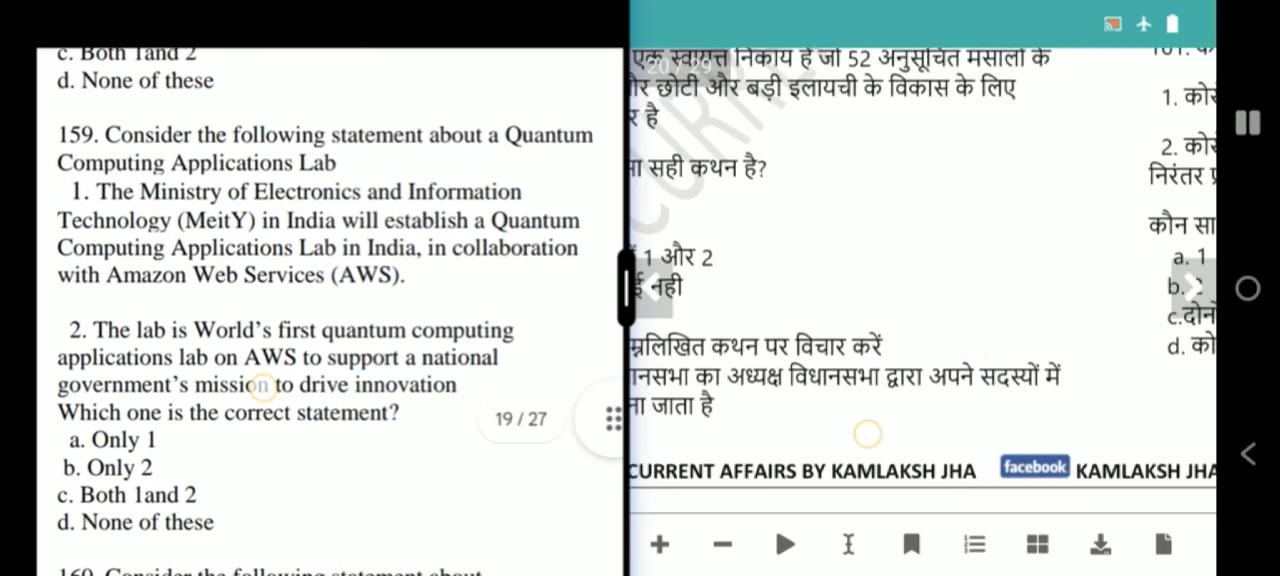 c. Both 1and 2
d. None of these
159. Consider the following statement about a Quantum
Computing Applications Lab
1. The Ministry of Electronics and Information
Technology (MeitY) in India will establish a Quantum
Computing Applications Lab in India, in collaboration
with Amazon Web Services (AWS).
2. The lab is World's first quantum computing
applications lab on AWS to support a national
government's mission to drive innovation
Which one is the correct statement?
a. Only 1
b. Only 2
c. Both 1and 2
d. None of these
19 / 27
एक स्वायत्त निकाय है जो 52 अनुसूचित मसालों के
र छोटी और बड़ी इलायची के विकास के लिए
र है
ा सही कथन है?
1 और 2
ई नही
म्नलिखित कथन पर विचार करें
ानसभा का अध्यक्ष विधानसभा द्वारा अपने सदस्यों में
ना जाता है
1. को
2. को
निरंतर
कौन सा
a. 1
b.
c.दोन
d. को
CURRENT AFFAIRS BY KAMLAKSH JHA facebook KAMLAKSH JHA